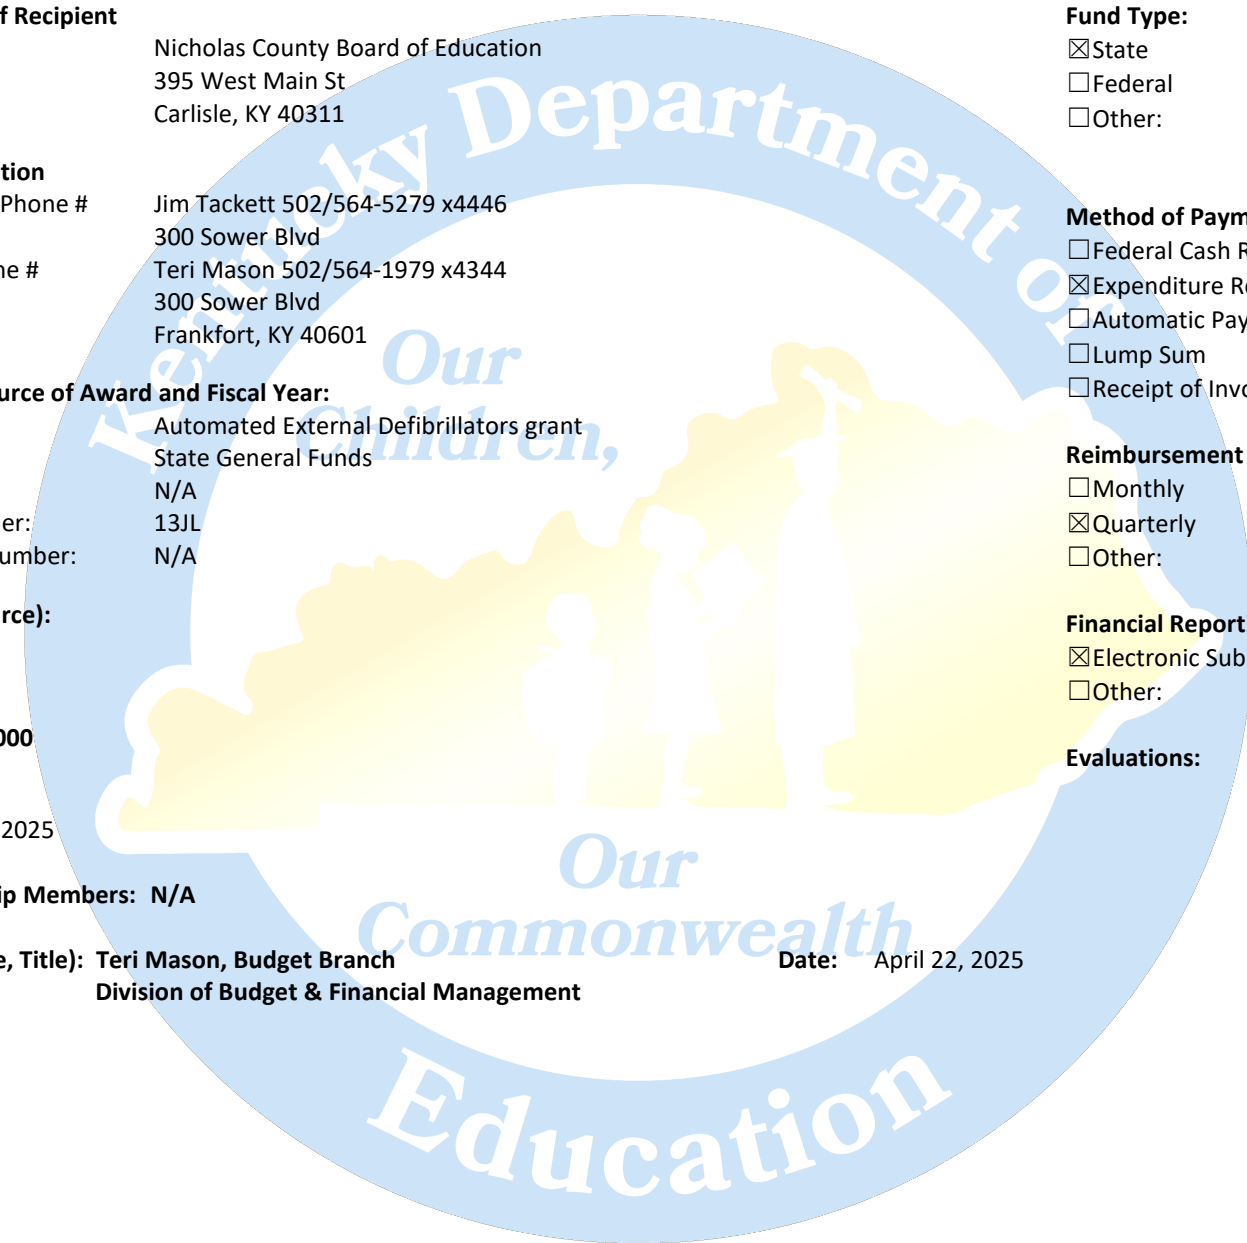 f Recipient
Nicholas County Board of Education
395 West Main St
Carlisle, KY 40311
tion
Phone # Jim Tackett 502/564-5279 x4446
300 Sower Blvd
ne # Teri Mason 502/564-1979 x4344
300 Sower Blvd
Frankfort, KY 40601
urce of Award and Fiscal Year:
Automated External Defibrillators grant
State General Funds
N/A
er: 13JL
umber: N/A
rce):
000
2025
ip Members: N/A
e, Title): Teri Mason, Budget Branch Date: April 22, 2025
Division of Budget & Financial Management
Fund Type:
☒State
☐Federal
☐Other:
Method of Paym
☐Federal Cash R
☒Expenditure Re
☐Automatic Pay
☐Lump Sum
☐Receipt of Invo
Reimbursement
☐Monthly
☒Quarterly
☐Other:
Financial Report
☒Electronic Sub
☐Other:
Evaluations:
Kentucky Department of
Education
Our
Children,
Our
Commonwealth